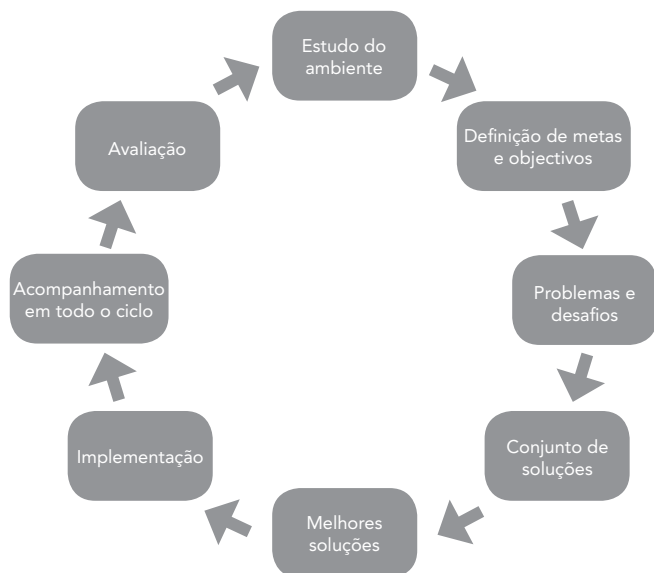 Estudo do
ambiente
Definição de metas
e objectivos
Problemas e
desafios
Conjunto de
soluções
Melhores
soluções
Implementação
Acompanhamento
em todo o ciclo
Avaliação